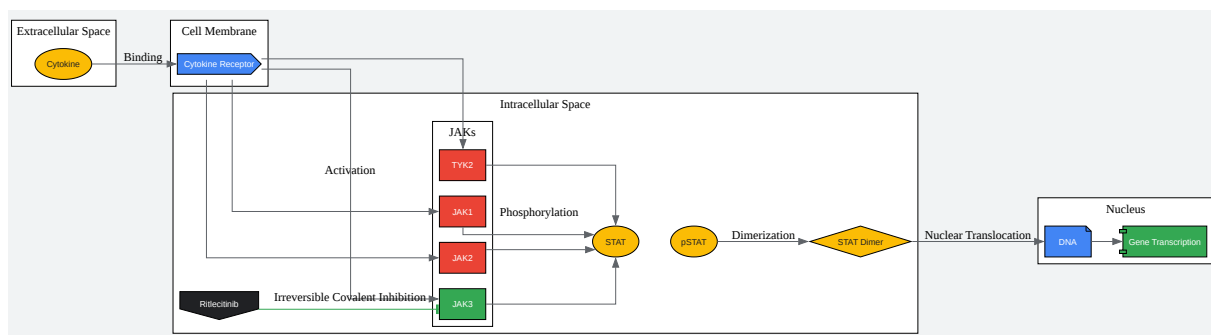 Extracellular Space
Cell Membrane
Cytokine
Binding
Cytokine Receptor
Intracellular Space
JAKs
TYK2
Activation
JAK1
Phosphorylation
Nucleus
STAT
pSTAT
Dimerization
STAT Dimer
Nuclear Translocation
DNA
Gene Transcription
JAK2
Ritlecitinib
Irreversible Covalent Inhibition
JAK3